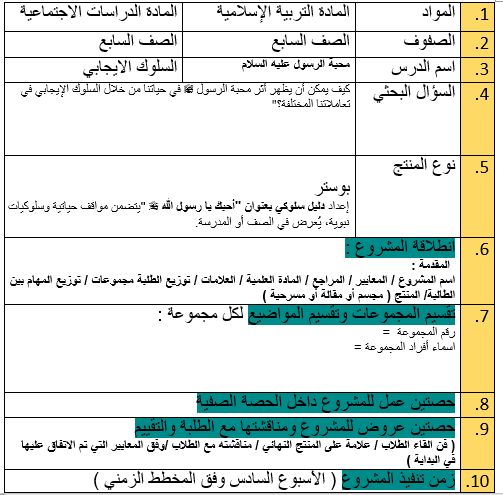 1. المواد المادة التربية الإسلامية المادة الدراسات الاجتماعية
2. الصفوف الصف السابع الصف السابع
3. اسم الدرس محبة الرسول عليه السلام السلوك الايجابي
4. السؤال البحثي كيف يمكن أن يظهر أثر محبة الرسول ﷺ في حياتنا من خلال السلوك الإيجابي في
تعاملاتنا المختلفة؟"
5. نوع المنتج
بوستر
إعداد دليل سلوكي بعنوان "أحبك يا رسول الله ﷺ "يتضمن مواقف حياتية وسلوكيات
نبوية، يُعرض في الصف أو المدرسة.
6. انطلاقة المشروع :
المقدمة :
اسم المشروع / المعايير / المراجع / المادة العلمية / العلامات / توزيع الطلبة مجموعات / توزيع المهام بين
الطالبة/ المنتج ( مجسم أو مقالة أو مسرحية )
7. تقسيم المجموعات وتقسيم المواضيع لكل مجموعة :
رقم المجموعة =
اسماء أفراد المجموعة =
8. حصتين عمل للمشروع داخل الحصة الصفية
9. حصتين عروض للمشروع ومناقشتها مع الطلبة والتقييم
( فن القاء الطلاب / علامة على المنتج النهائي / مناقشته مع الطلاب /وفق المعايير التي تم الاتفاق عليها
في البداية )
10. زمن تنفيذ المشروع ( الأسبوع السادس وفق المخطط الزمني )